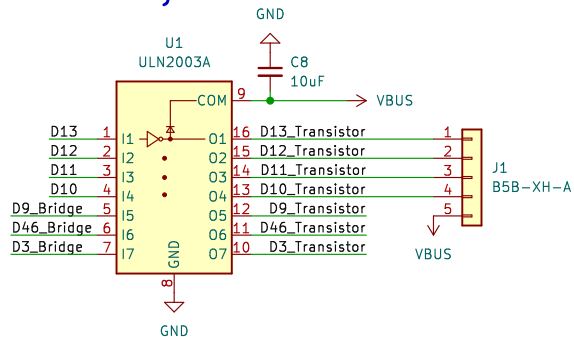 GND
U1
ULN2003A
C8
10uF
COM
9
VBUS
D13 1 I1 O1 16 D13_Transistor 1
D12 2 I2 O2 15 D12_Transistor 2
D11 3 I3 O3 14 D11_Transistor 3
D10 4 I4 O4 13 D10_Transistor 4
D9_Bridge 5 I5 O5 12 D9_Transistor 5
D46_Bridge 6 I6 O6 11 D46_Transistor
D3_Bridge 7 I7 O7 10 D3_Transistor
J1
B5B-XH-A
VBUS
GND
8
GND